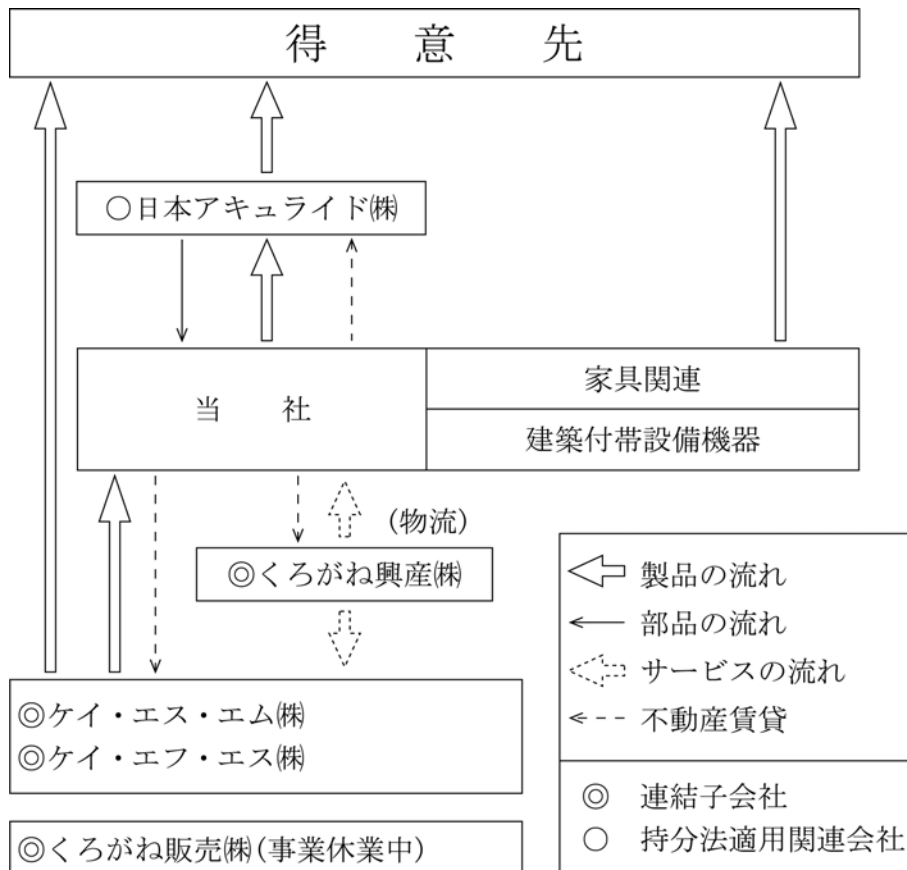 得 意 先
○日本アキュライド㈱
当 社
家具関連
建築付帯設備機器
(物流)
◎くろがね興産㈱
◎ケイ・エス・エム㈱
◎ケイ・エフ・エス㈱
◎くろがね販売㈱(事業休業中)
製品の流れ
部品の流れ
サービスの流れ
不動産賃貸
◎ 連結子会社
○ 持分法適用関連会社